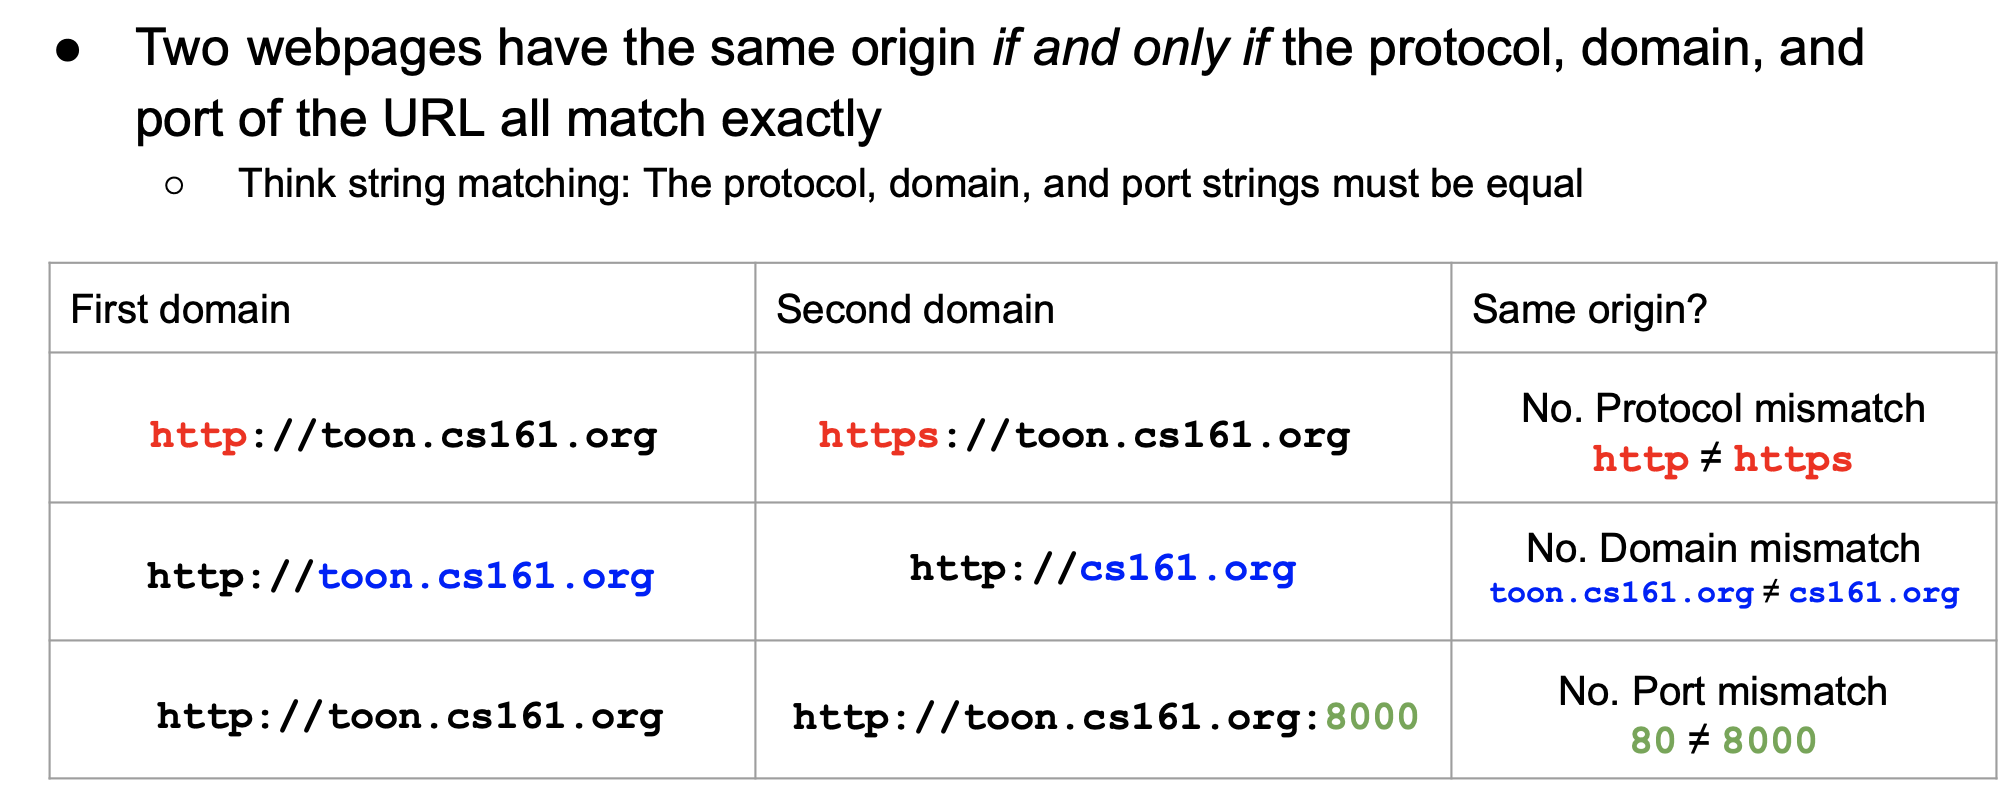 ● Two webpages have the same origin if and only if the protocol, domain, and
port of the URL all match exactly
○ Think string matching: The protocol, domain, and port strings must be equal
First domain Second domain Same origin?
http://toon.cs161.org https://toon.cs161.org No. Protocol mismatch
http ≠ https
http://toon.cs161.org http://cs161.org No. Domain mismatch
toon.cs161.org ≠ cs161.org
http://toon.cs161.org http://toon.cs161.org:8000 No. Port mismatch
80 ≠ 8000